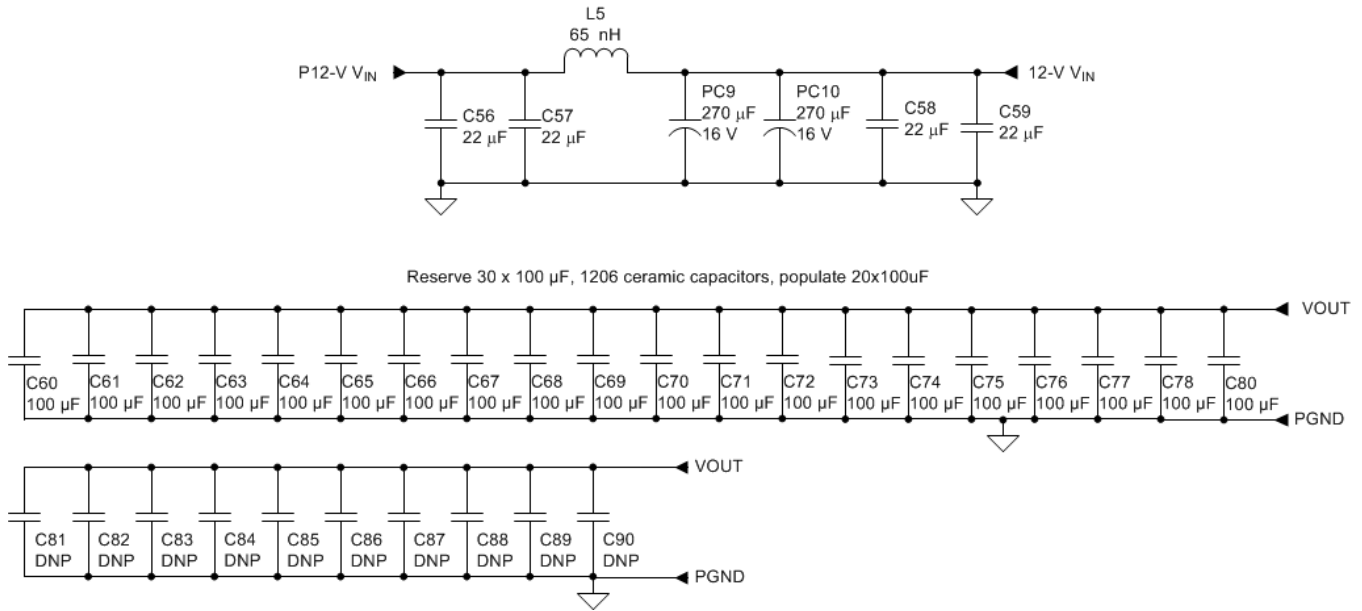 L5
65 nH
P12-V VIN
12-V VIN
C56
22 µF
C57
22 µF
PC9
270 µF
16 V
PC10
270 µF
16 V
C58
22 µF
C59
22 µF
Reserve 30 x 100 µF, 1206 ceramic capacitors, populate 20x100uF
VOUT
C60
100 µF
C61
100 µF
C62
100 µF
C63
100 µF
C64
100 µF
C65
100 µF
C66
100 µF
C67
100 µF
C68
100 µF
C69
100 µF
C70
100 µF
C71
100 µF
C72
100 µF
C73
100 µF
C74
100 µF
C75
100 µF
C76
100 µF
C77
100 µF
C78
100 µF
C80
100 µF
PGND
VOUT
C81
DNP
C82
DNP
C83
DNP
C84
DNP
C85
DNP
C86
DNP
C87
DNP
C88
DNP
C89
DNP
C90
DNP
PGND